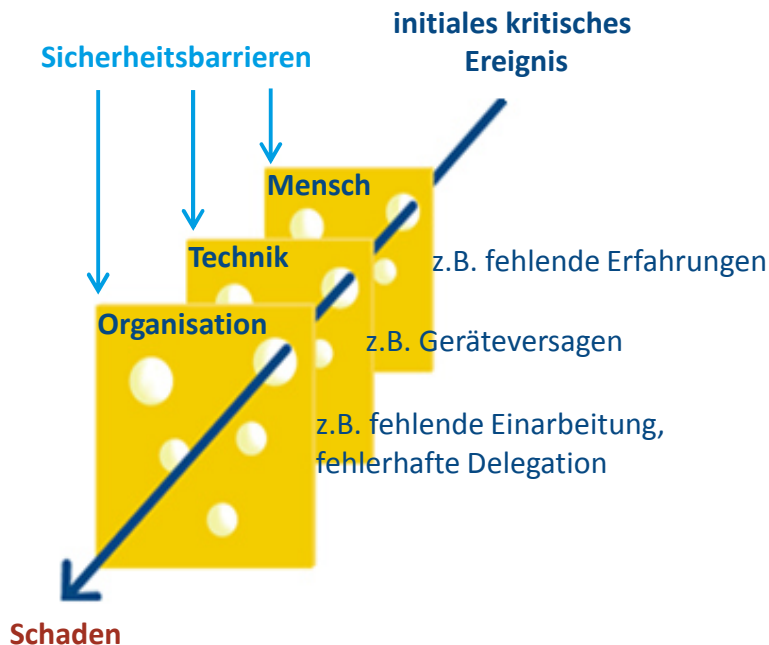 initiales kritisches
Ereignis
Sicherheitsbarrieren
Mensch
z.B. fehlende Erfahrungen
Technik
z.B. Geräteversagen
Organisation
z.B. fehlende Einarbeitung,
fehlerhafte Delegation
Schaden